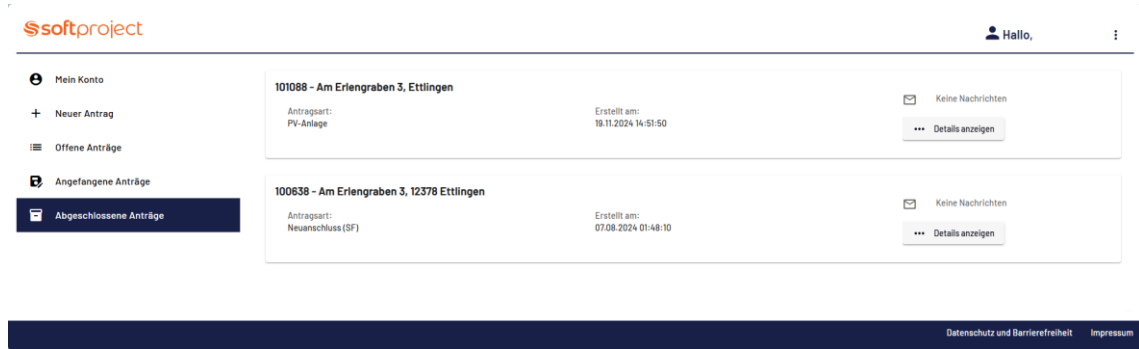 softproject
Hallo,
Mein Konto
Neuer Antrag
Offene Anträge
Angefangene Anträge
Abgeschlossene Anträge
101088 - Am Erlengraben 3, Ettlingen
Antragsart:
PV-Anlage
Erstellt am:
19.11.2024 14:51:50
Keine Nachrichten
Details anzeigen
100638 - Am Erlengraben 3, 12378 Ettlingen
Antragsart:
Neuanschluss (SF)
Erstellt am:
07.08.2024 01:48:10
Keine Nachrichten
Details anzeigen
Datenschutz und Barrierefreiheit Impressum